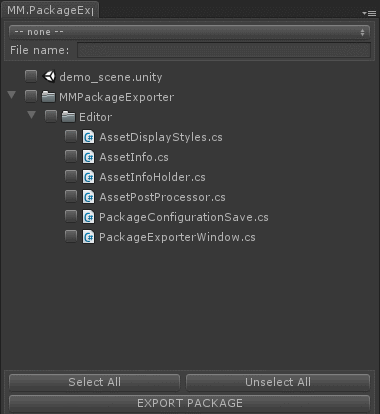 MM.PackageExp
-- none --
File name:
demo_scene.unity
MMPackageExporter
Editor
AssetDisplayStyles.cs
AssetInfo.cs
AssetInfoHolder.cs
AssetPostProcessor.cs
PackageConfigurationSave.cs
PackageExporterWindow.cs
Select All
Unselect All
EXPORT PACKAGE